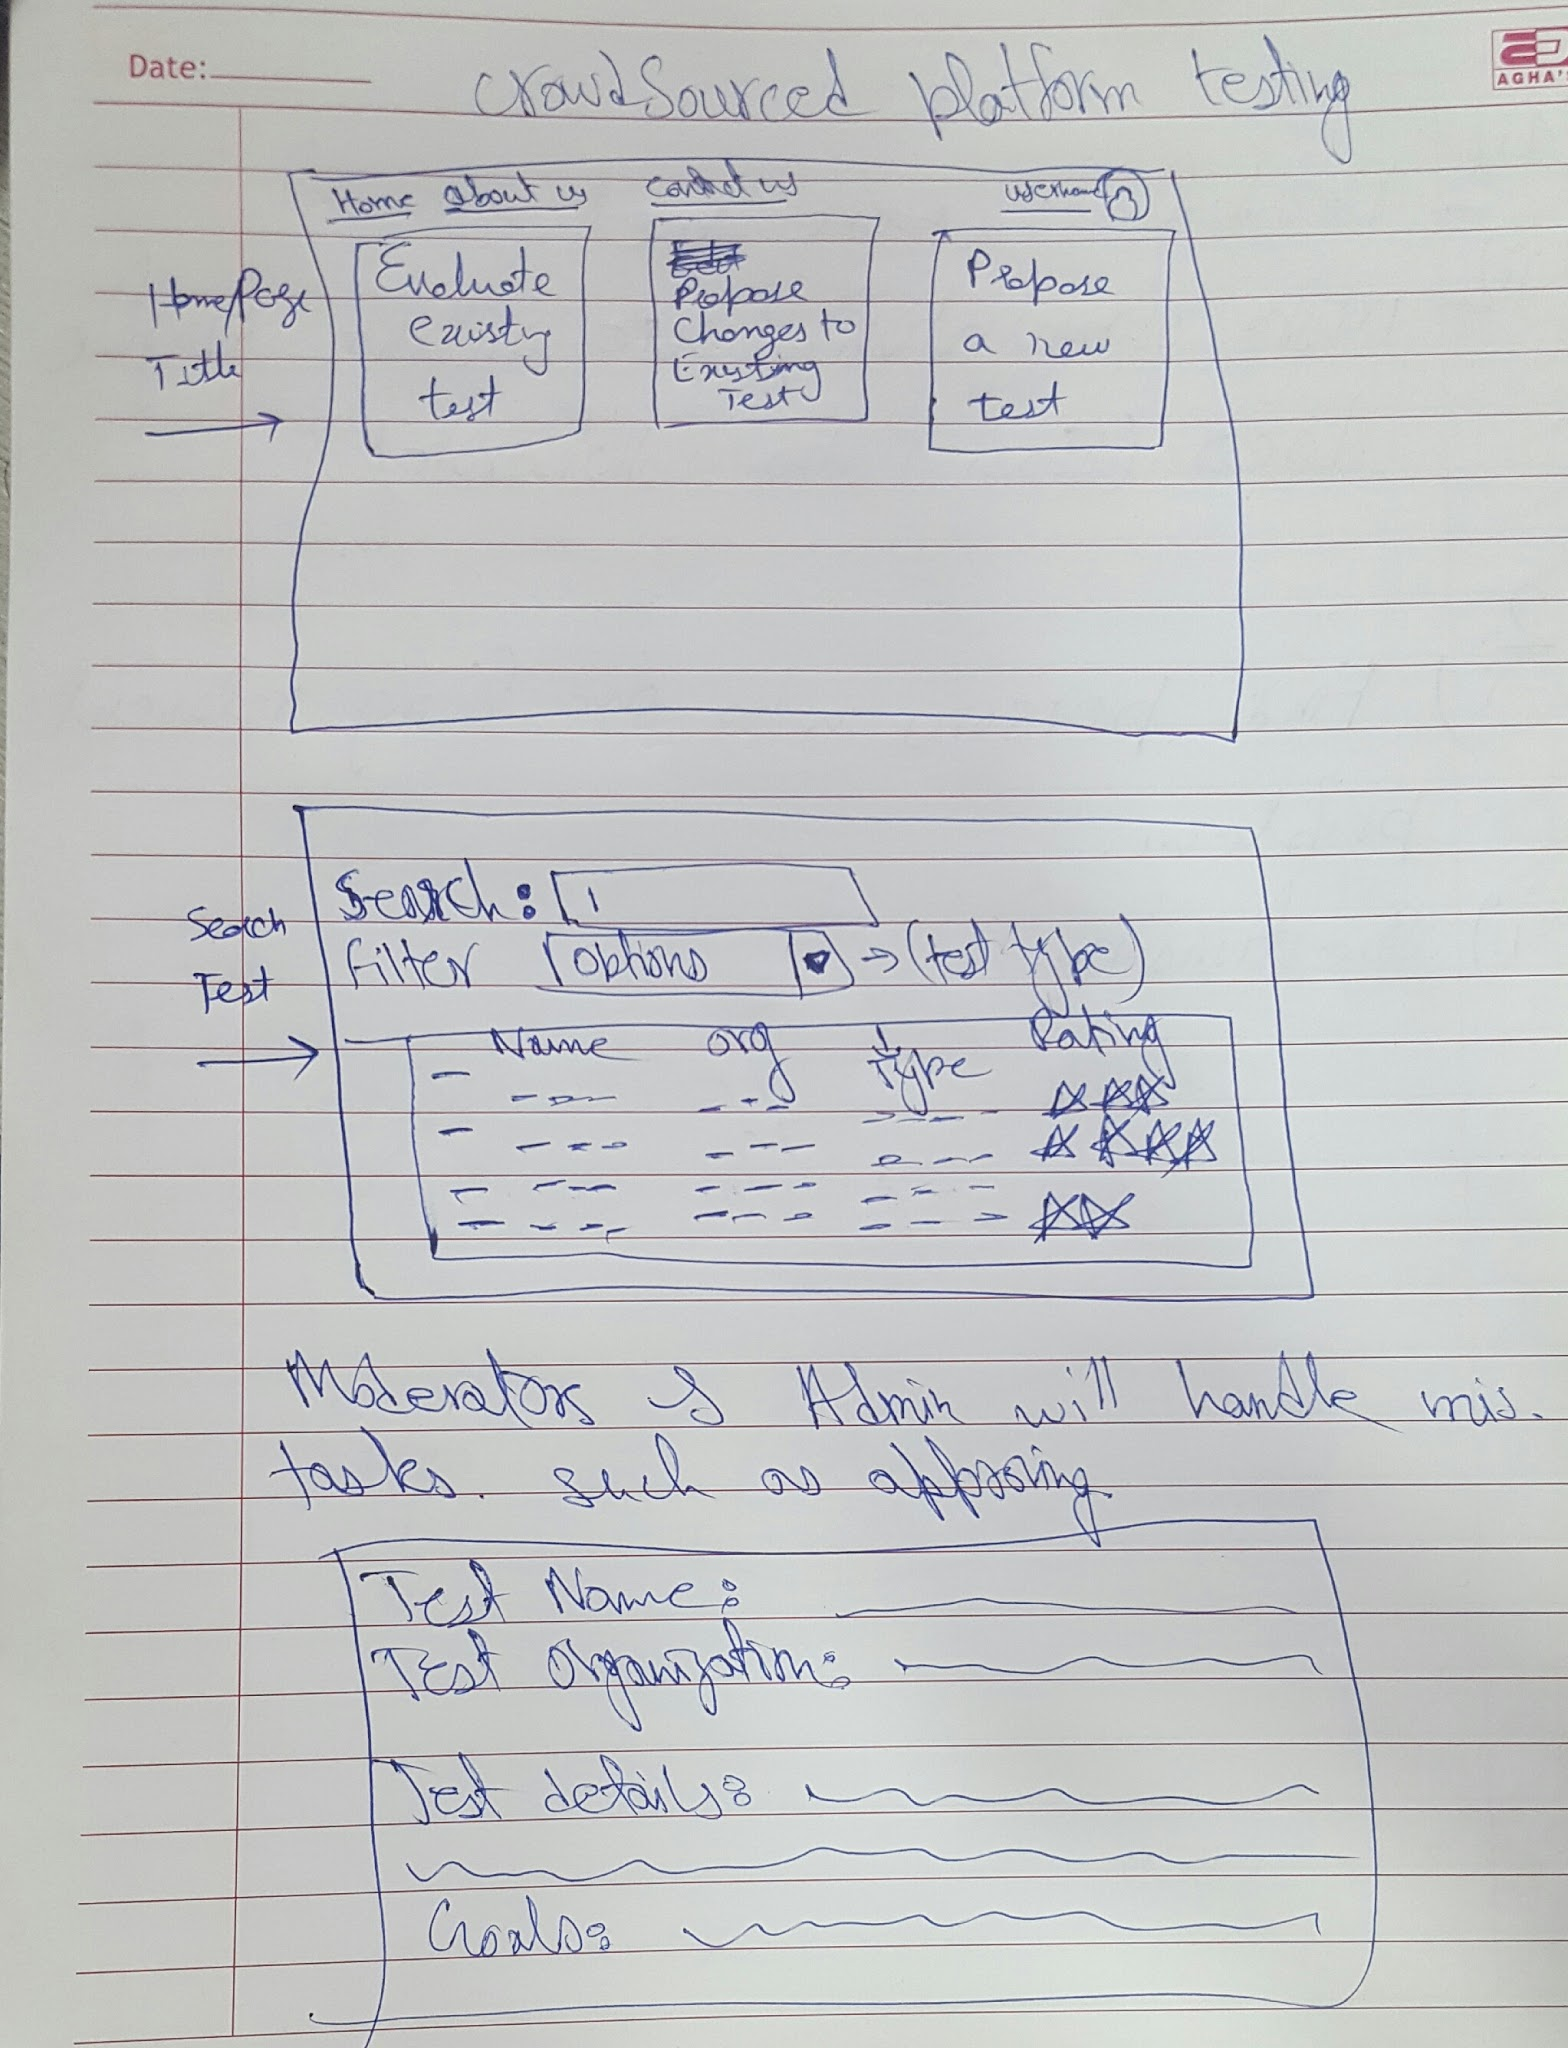 Date:
AGHA'S
crowdSourced platform testing
Home about us contact us username
HomePage
Title
Evaluate
existing
test
Propose
Changes to
Existing
Test
Propose
a new
test
Search
Test
Search:
filter options → (test type)
Name org Type Rating
Moderators & Admin will handle mis.
tasks. such as approving.
Test Name:
Test Organization:
Test details:
Goals: